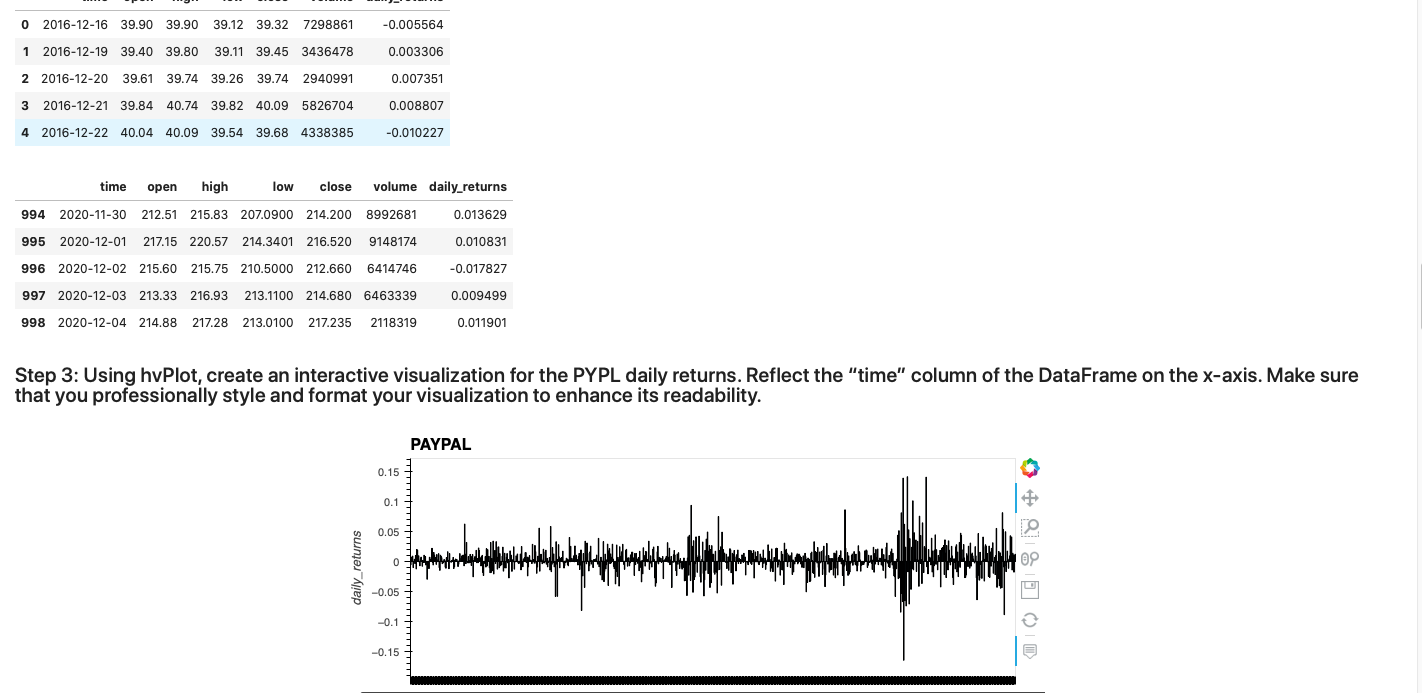 time open high low close volume daily_returns
0 2016-12-16 39.90 39.90 39.12 39.32 7298861 -0.005564
1 2016-12-19 39.40 39.80 39.11 39.45 3436478 0.003306
2 2016-12-20 39.61 39.74 39.26 39.74 2940991 0.007351
3 2016-12-21 39.84 40.74 39.82 40.09 5826704 0.008807
4 2016-12-22 40.04 40.09 39.54 39.68 4338385 -0.010227
time open high low close volume daily_returns
994 2020-11-30 212.51 215.83 207.0900 214.200 8992681 0.013629
995 2020-12-01 217.15 220.57 214.3401 216.520 9148174 0.010831
996 2020-12-02 215.60 215.75 210.5000 212.660 6414746 -0.017827
997 2020-12-03 213.33 216.93 213.1100 214.680 6463339 0.009499
998 2020-12-04 214.88 217.28 213.0100 217.235 2118319 0.011901
Step 3: Using hvPlot, create an interactive visualization for the PYPL daily returns. Reflect the “time” column of the DataFrame on the x-axis. Make sure
that you professionally style and format your visualization to enhance its readability.
PAYPAL
0.15
0.1
0.05
0
−0.05
−0.1
−0.15
daily_returns